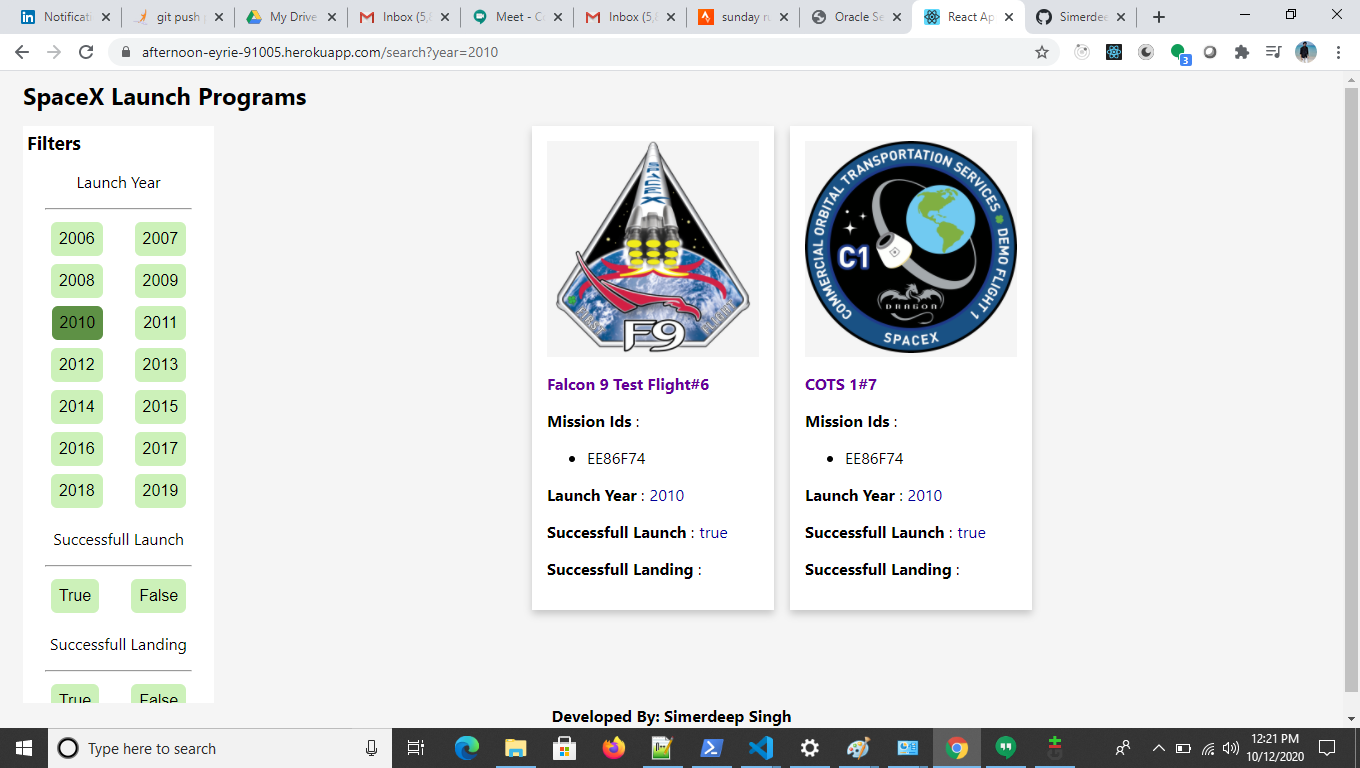 Notificati
git push
My Drive
Inbox (5,
Meet - C
Inbox (5,
sunday r
Oracle Se
React Ap
Simerdee
afternoon-eyrie-91005.herokuapp.com/search?year=2010
3
SpaceX Launch Programs
Filters
Launch Year
2006 2007
2008 2009
2010 2011
2012 2013
2014 2015
2016 2017
2018 2019
Successfull Launch
True False
Successfull Landing
True False
SPACEX
FIRST FLIGHT
F9
Falcon 9 Test Flight#6
Mission Ids :
EE86F74
Launch Year : 2010
Successfull Launch : true
Successfull Landing :
COMMERCIAL ORBITAL TRANSPORTATION SERVICES
DEMO FLIGHT 1
C1
DRAGON
SPACEX
COTS 1#7
Mission Ids :
EE86F74
Launch Year : 2010
Successfull Launch : true
Successfull Landing :
Developed By: Simerdeep Singh
Type here to search
12:21 PM
10/12/2020